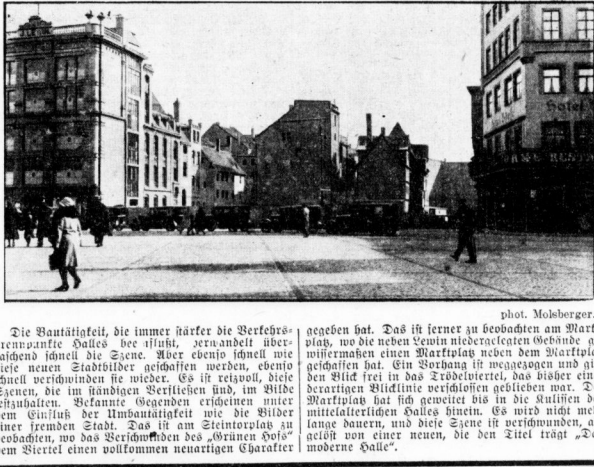 Hotel
phot. Molsberger.
Die Bautätigkeit, die immer stärker die Verkehrs-
brennpunkte Halles beeinflußt, verwandelt über-
raschend schnell die Szene. Aber ebenso schnell wie
diese neuen Stadtbilder geschaffen werden, ebenso
schnell verschwinden sie wieder. Es ist reizvoll, diese
Szenen, die im ständigen Verfließen sind, im Bilde
festzuhalten. Bekannte Gegenden erscheinen unter
dem Einfluß der Umbautätigkeit wie die Bilder
einer fremden Stadt. Das ist am Steintorplatz zu
beobachten, wo das Verschwinden des „Grünen Hofs“
dem Viertel einen vollkommen neuartigen Charakter
gegeben hat. Das ist ferner zu beobachten am Markt
platz, wo die neben Lewin niedergelegten Gebäude g
wissermaßen einen Marktplatz neben dem Marktpla
geschaffen hat. Ein Vorhang ist weggezogen und gi
den Blick frei in das Trödelviertel, das bisher ein
derartigen Blicklinie verschlossen geblieben war. D
Marktplatz hat sich geweitet bis in die Kulissen d
mittelalterlichen Halles hinein. Es wird nicht meh
lange dauern, und diese Szene ist verschwunden, a
gelöst von einer neuen, die den Titel trägt „Da
moderne Halle“.